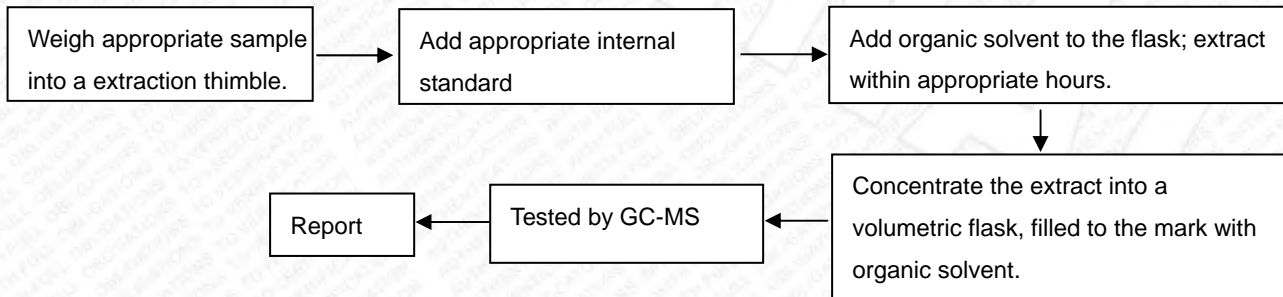 Weigh appropriate sample
into a extraction thimble.
Add appropriate internal
standard
Add organic solvent to the flask; extract
within appropriate hours.
Concentrate the extract into a
volumetric flask, filled to the mark with
organic solvent.
Tested by GC-MS
Report